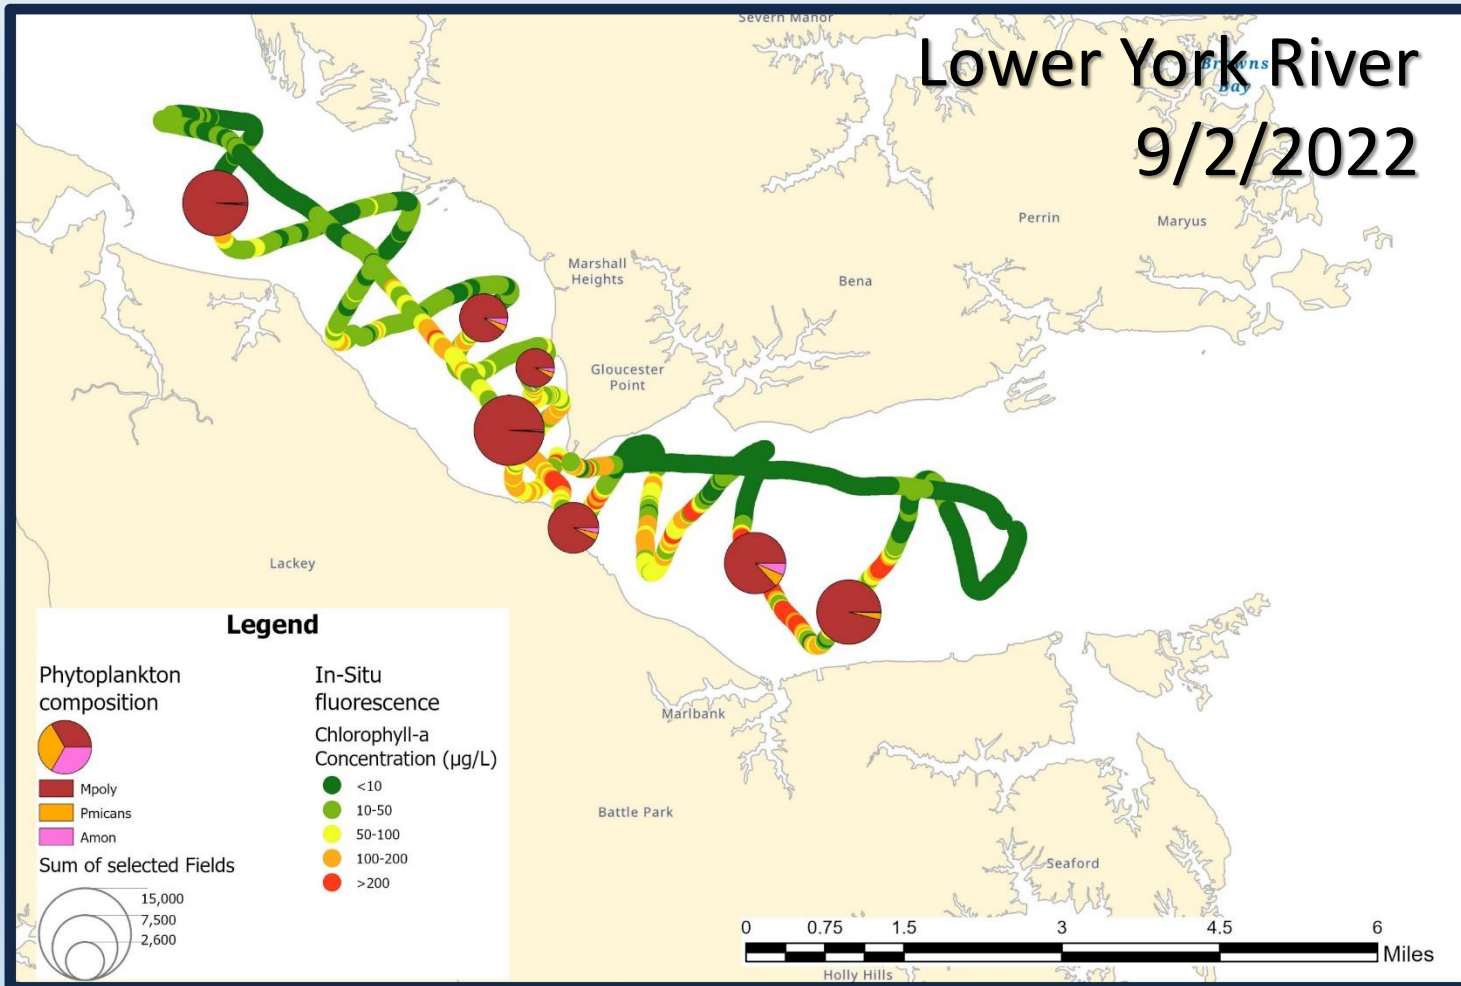 Severn Manor
Lower York River
Browns
Bay
9/2/2022
Perrin
Maryus
Marshall
Heights
Bena
Gloucester
Point
Lackey
Marlbank
Battle Park
Seaford
Holly Hills
Legend
Phytoplankton
composition
Mpoly
Pmicans
Amon
Sum of selected Fields
15,000
7,500
2,600
In-Situ
fluorescence
Chlorophyll-a
Concentration (µg/L)
<10
10-50
50-100
100-200
>200
0 0.75 1.5 3 4.5 6
Miles